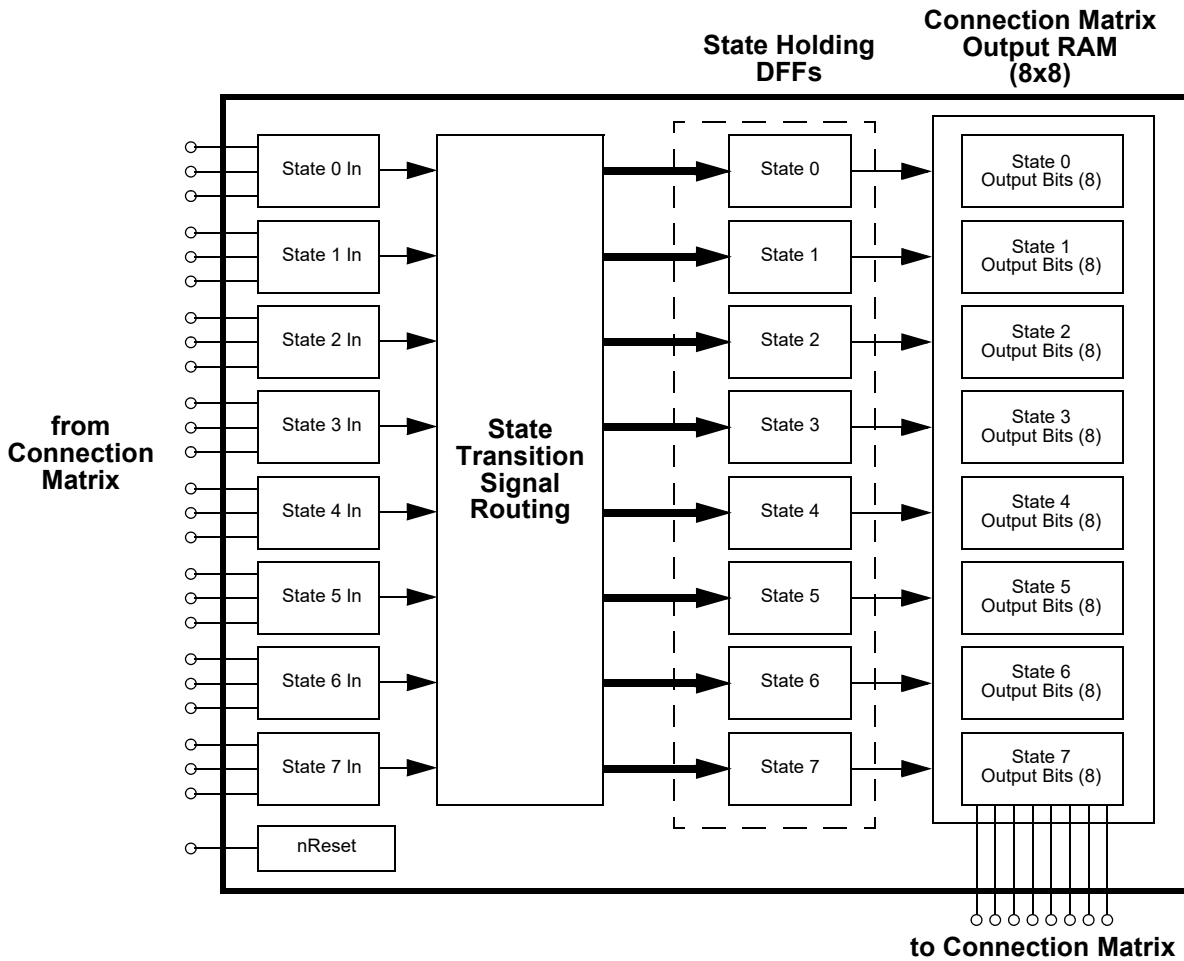 State Holding
DFFs
Connection Matrix
Output RAM
(8x8)
from
Connection
Matrix
State 0 In
State 1 In
State 2 In
State 3 In
State 4 In
State 5 In
State 6 In
State 7 In
nReset
State
Transition
Signal
Routing
State 0
State 1
State 2
State 3
State 4
State 5
State 6
State 7
State 0
Output Bits (8)
State 1
Output Bits (8)
State 2
Output Bits (8)
State 3
Output Bits (8)
State 4
Output Bits (8)
State 5
Output Bits (8)
State 6
Output Bits (8)
State 7
Output Bits (8)
to Connection Matrix